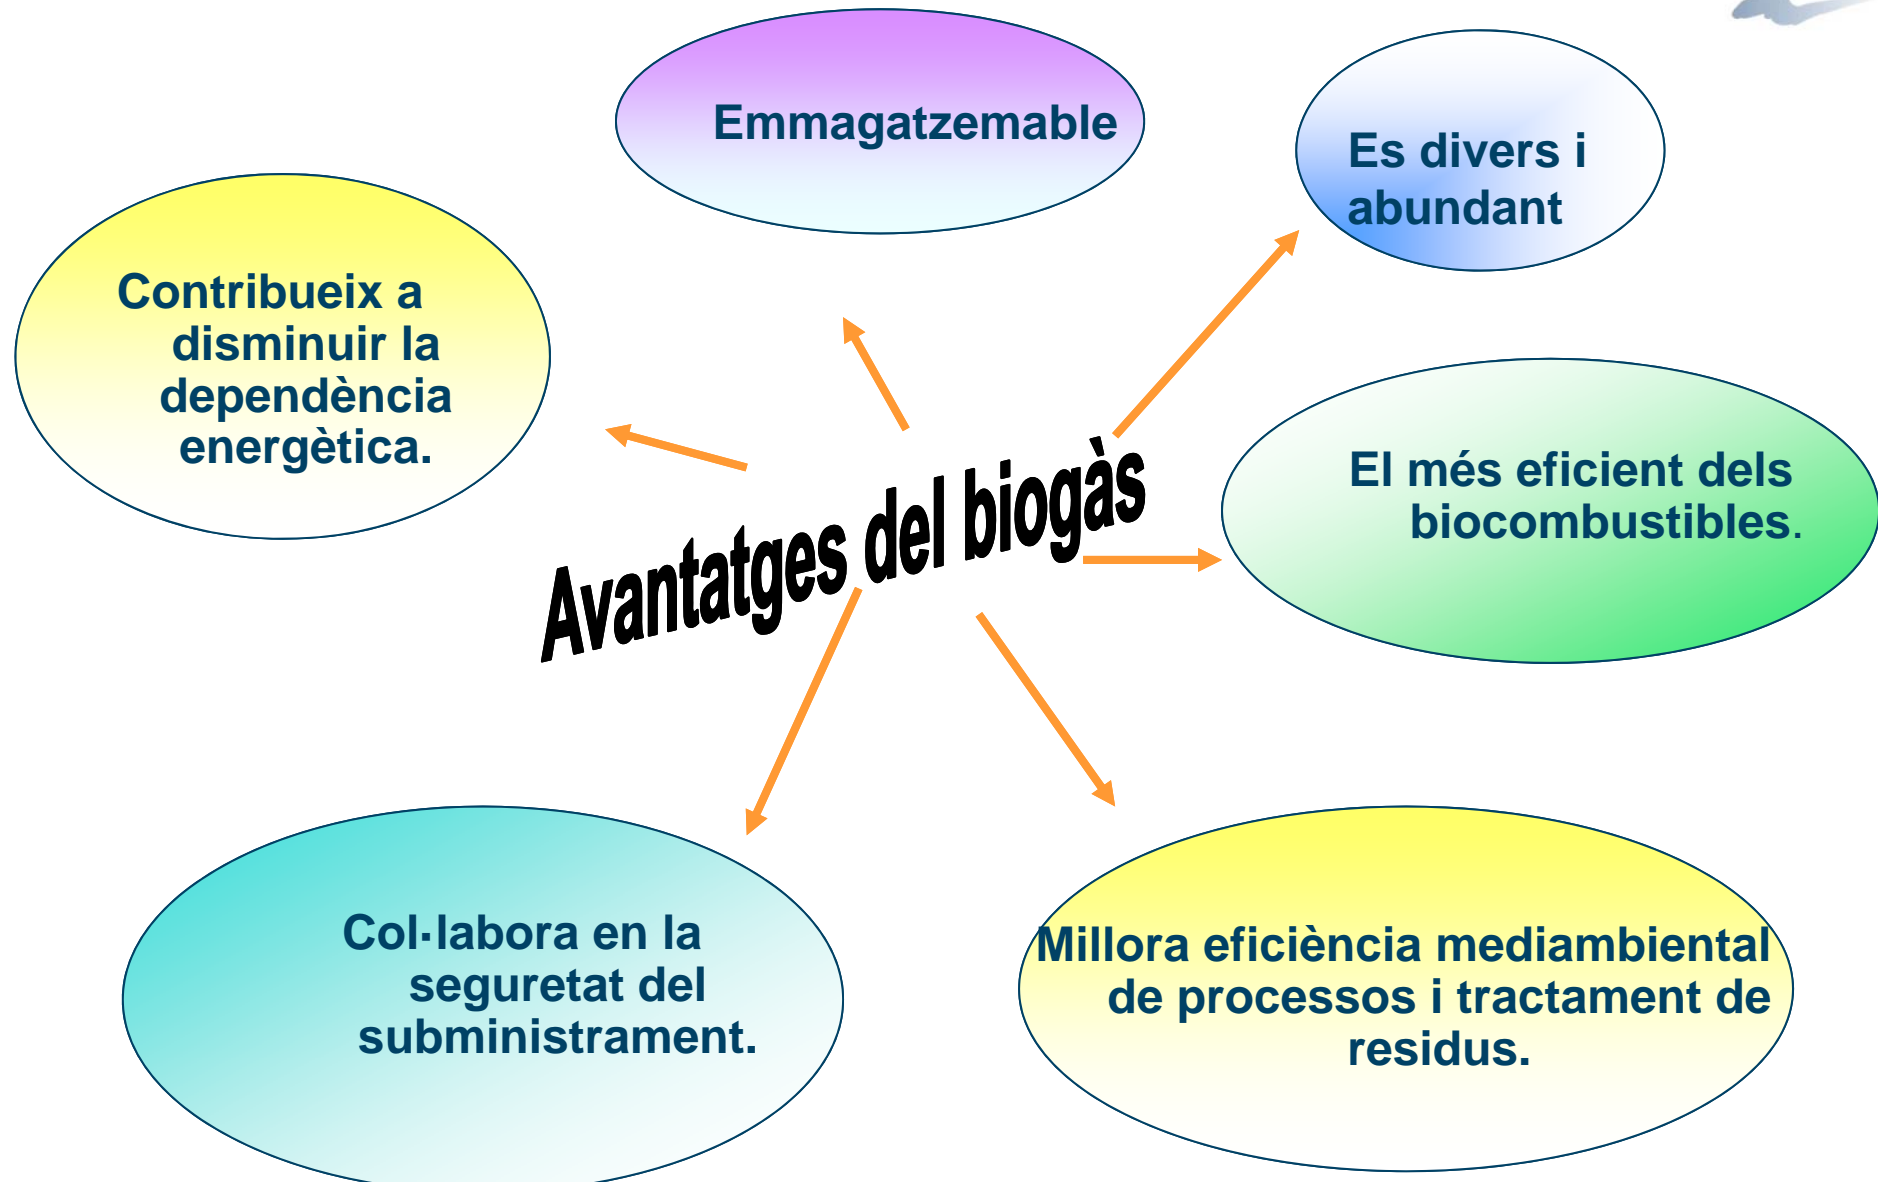 Emmagatzemable
Es divers i
abundant
Contribueix a
disminuir la
dependència
energètica.
El més eficient dels
biocombustibles.
Avantatges del biogàs
Col·labora en la
seguretat del
subministrament.
Millora eficiència mediambiental
de processos i tractament de
residus.